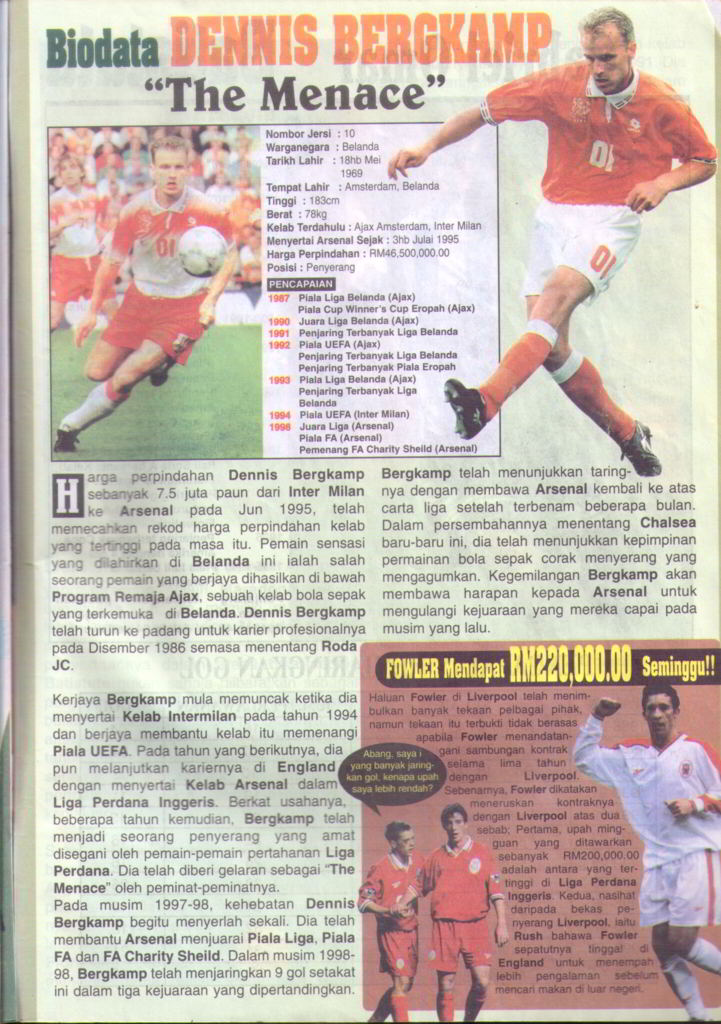 Biodata DENNIS BERGKAMP
"The Menace"
Nombor Jersi : 10
Warganegara : Belanda
Tarikh Lahir : 18hb Mei
1969
Tempat Lahir : Amsterdam, Belanda
Tinggi : 183cm
Berat : 78kg
Kelab Terdahulu : Ajax Amsterdam, Inter Milan
Menyertai Arsenal Sejak : 3hb Julai 1995
Harga Perpindahan : RM46,500,000.00
Posisi : Penyerang
PENCAPAIAN
1987 Piala Liga Belanda (Ajax)
Piala Cup Winner's Cup Eropah (Ajax)
1990 Juara Liga Belanda (Ajax)
1991 Penjaring Terbanyak Liga Belanda
1992 Piala UEFA (Ajax)
Penjaring Terbanyak Liga Belanda
Penjaring Terbanyak Piala Eropah
1993 Piala Liga Belanda (Ajax)
Penjaring Terbanyak Liga
Belanda
1994 Piala UEFA (Inter Milan)
1998 Juara Liga (Arsenal)
Piala FA (Arsenal)
Pemenang FA Charity Sheild (Arsenal)
Harga perpindahan Dennis Bergkamp
sebanyak 7.5 juta paun dari Inter Milan
ke Arsenal pada Jun 1995, telah
memecahkan rekod harga perpindahan kelab
yang tertinggi pada masa itu. Pemain sensasi
yang dilahirkan di Belanda ini ialah salah
seorang pemain yang berjaya dihasilkan di bawah
Program Remaja Ajax, sebuah kelab bola sepak
yang terkemuka di Belanda. Dennis Bergkamp
telah turun ke padang untuk karier profesionalnya
pada Disember 1986 semasa menentang Roda
JC.
Kerjaya Bergkamp mula memuncak ketika dia
menyertai Kelab Intermilan pada tahun 1994
dan berjaya membantu kelab itu memenangi
Piala UEFA. Pada tahun yang berikutnya, dia
pun melanjutkan kariernya di England
dengan menyertai Kelab Arsenal dalam
Liga Perdana Inggeris. Berkat usahanya,
beberapa tahun kemudian, Bergkamp telah
menjadi seorang penyerang yang amat
disegani oleh pemain-pemain pertahanan Liga
Perdana. Dia telah diberi gelaran sebagai "The
Menace" oleh peminat-peminatnya.
Pada musim 1997-98, kehebatan Dennis
Bergkamp begitu menyerlah sekali. Dia telah
membantu Arsenal menjuarai Piala Liga, Piala
FA dan FA Charity Sheild. Dalam musim 1998-
98, Bergkamp telah menjaringkan 9 gol setakat
ini dalam tiga kejuaraan yang dipertandingkan.
Bergkamp telah menunjukkan taring-
nya dengan membawa Arsenal kembali ke atas
carta liga setelah terbenam beberapa bulan.
Dalam persembahannya menentang Chalsea
baru-baru ini, dia telah menunjukkan kepimpinan
permainan bola sepak corak menyerang yang
mengagumkan. Kegemilangan Bergkamp akan
membawa harapan kepada Arsenal untuk
mengulangi kejuaraan yang mereka capai pada
musim yang lalu.
FOWLER Mendapat RM220,000.00 Seminggu!!
Haluan Fowler di Liverpool telah menim-
bulkan banyak tekaan pelbagai pihak,
namun tekaan itu terbukti tidak berasas
apabila Fowler menandatan-
gani sambungan kontrak
selama lima tahun
dengan Liverpool.
Sebenarnya, Fowler dikatakan
meneruskan kontraknya
dengan Liverpool atas dua
sebab; Pertama, upah ming-
guan yang ditawarkan
sebanyak RM200,000.00
adalah antara yang ter-
tinggi di Liga Perdana
Inggeris. Kedua, nasihat
daripada bekas pe-
nyerang Liverpool, iaitu
Rush bahawa Fowler
sepatutnya tinggal di
England untuk menempah
lebih pengalaman sebelum
mencari makan di luar negeri.
Abang, saya i
yang banyak jaring-
kan gol, kenapa upah
saya lebih rendah?